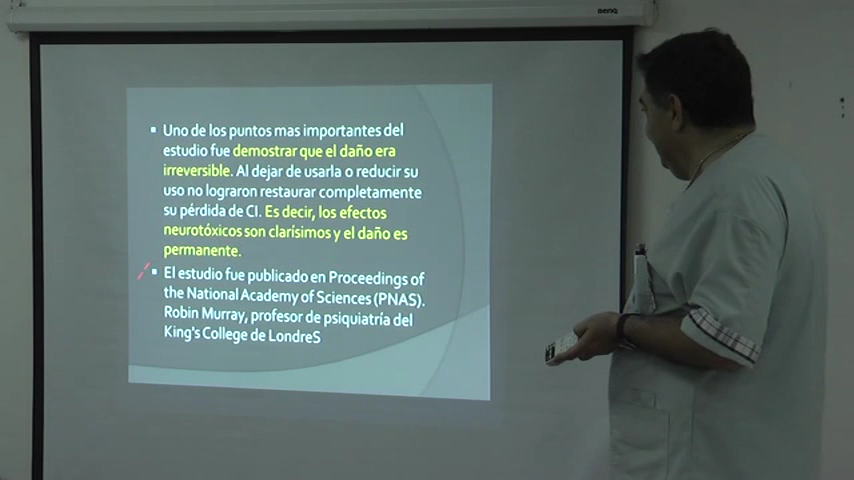 BENQ
Uno de los puntos mas importantes del
estudio fue demostrar que el daño era
irreversible. Al dejar de usarla o reducir su
uso no lograron restaurar completamente
su pérdida de CI. Es decir, los efectos
neurotóxicos son clarísimos y el daño es
permanente.
El estudio fue publicado en Proceedings of
the National Academy of Sciences (PNAS).
Robin Murray, profesor de psiquiatría del
King's College de LondreS